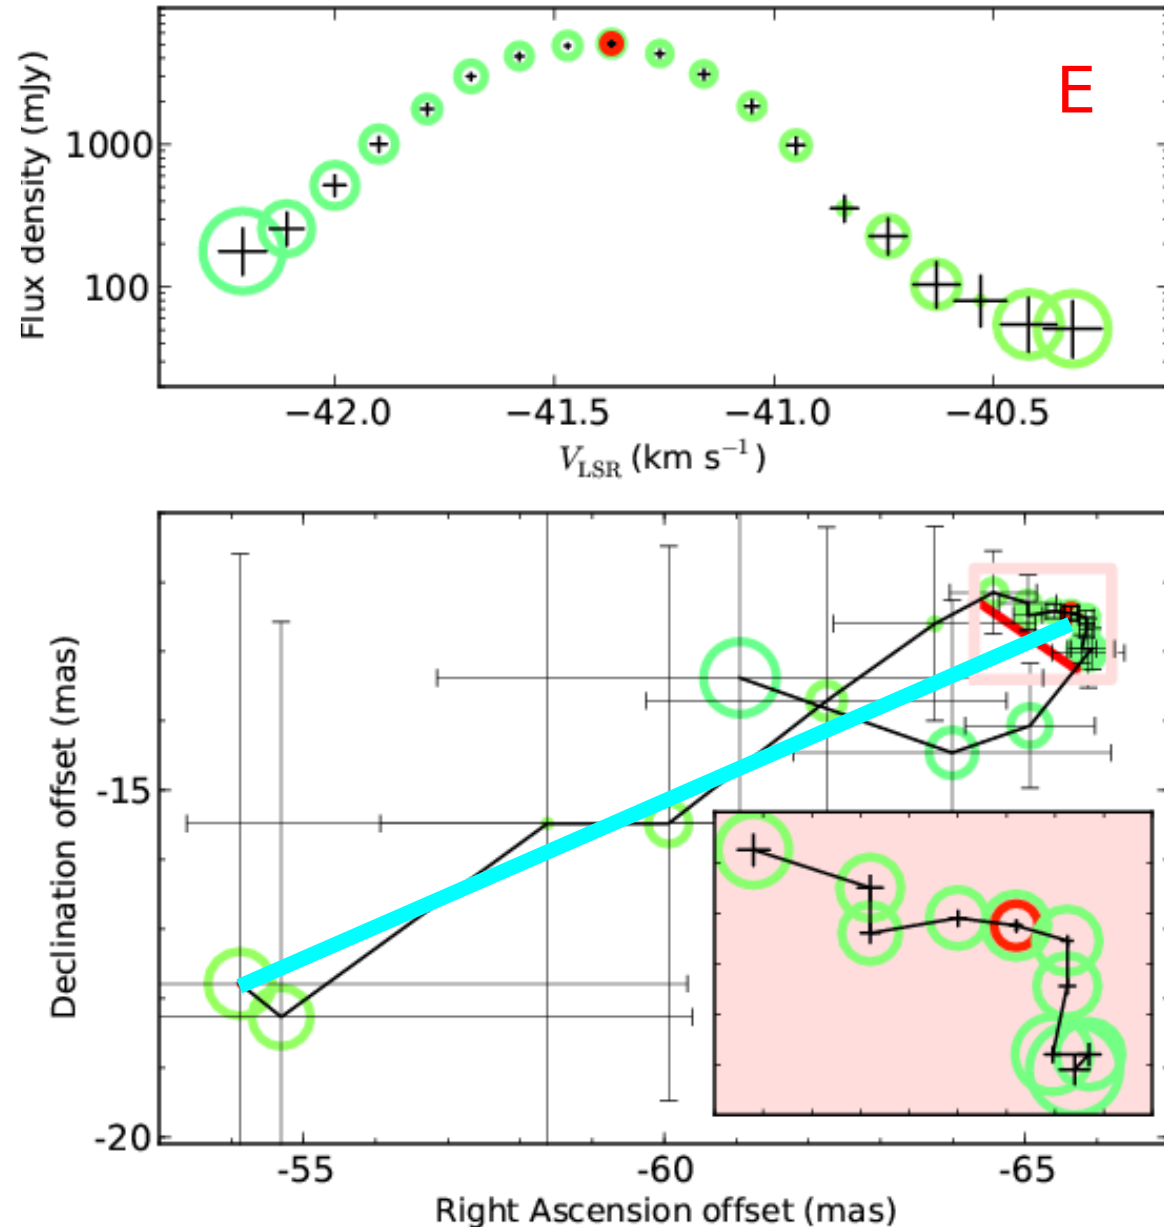 E
Flux density (mJy)
1000
100
−42.0 −41.5 −41.0 −40.5
V_LSR (km s⁻¹)
Declination offset (mas)
-15
-20
-55 -60 -65
Right Ascension offset (mas)